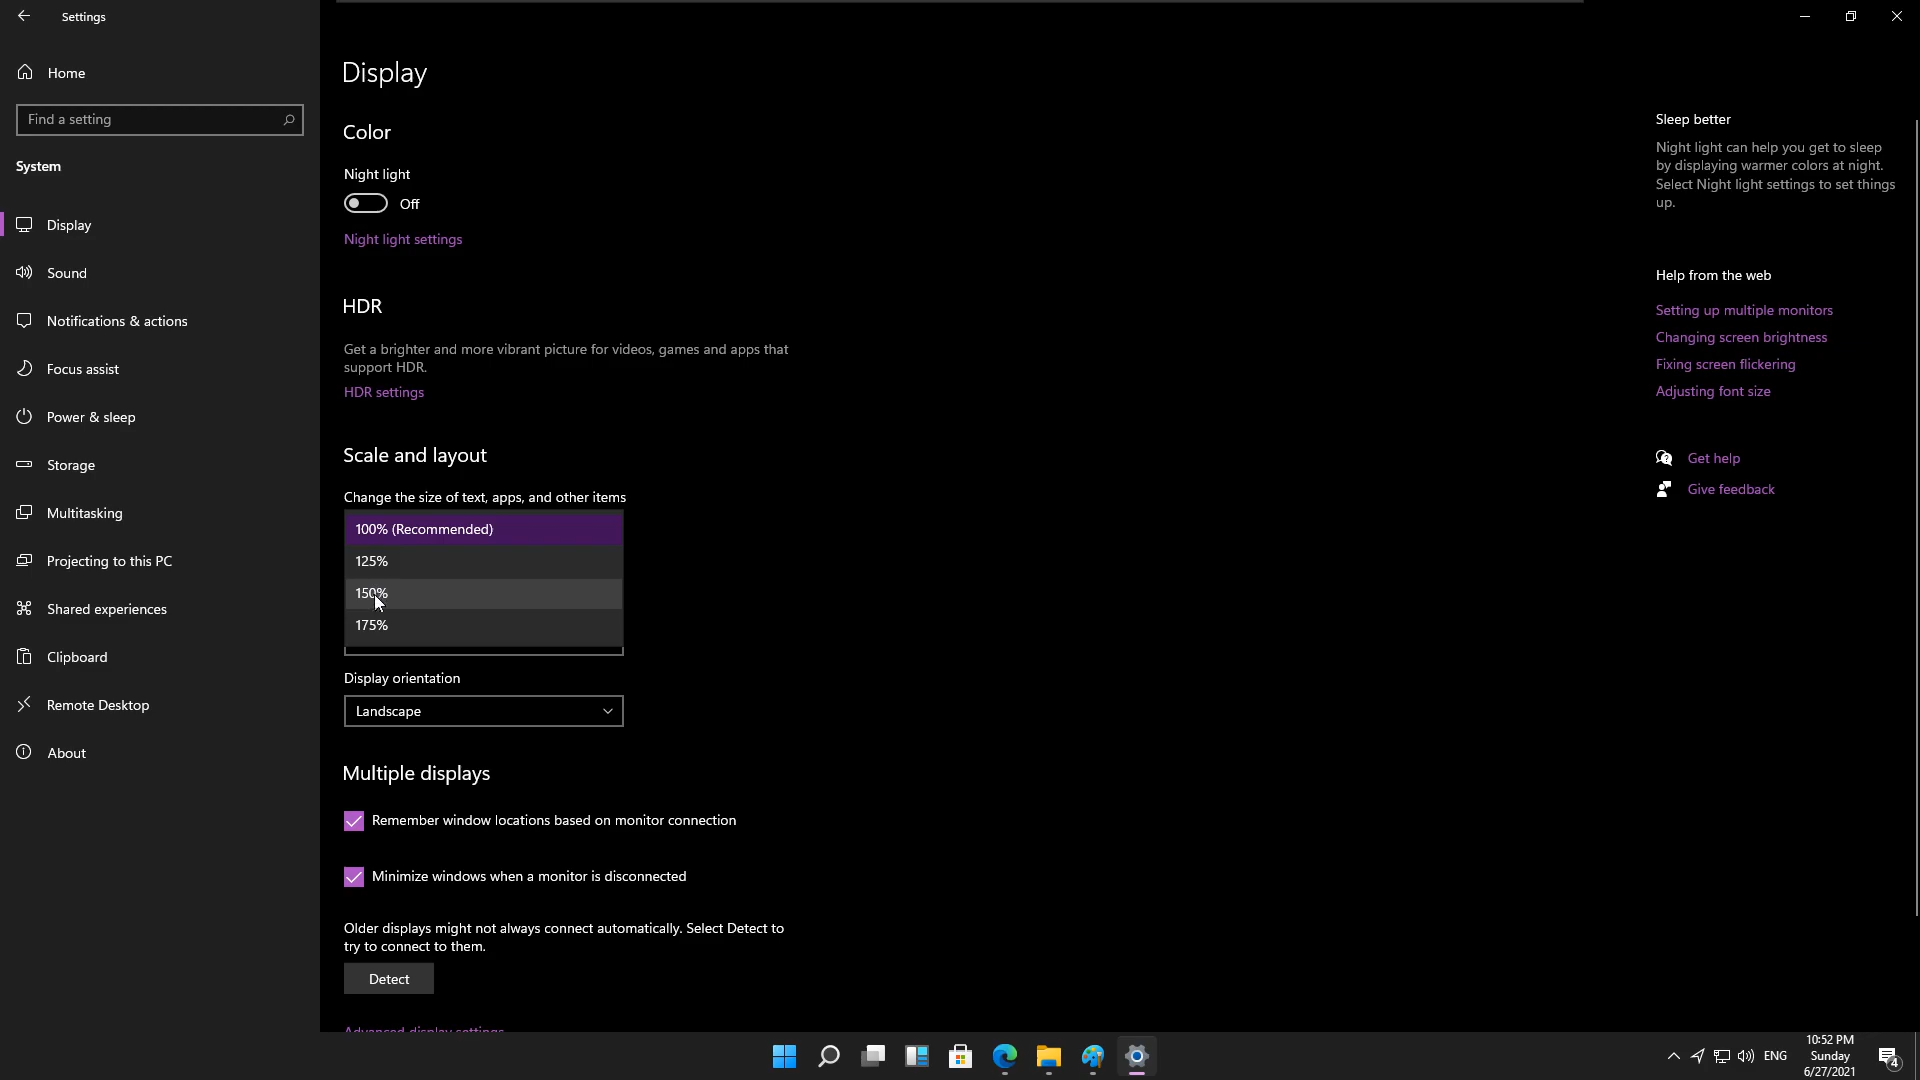 Settings
Home
Find a setting
System
Display
Sound
Notifications & actions
Focus assist
Power & sleep
Storage
Multitasking
Projecting to this PC
Shared experiences
Clipboard
Remote Desktop
About
Display
Color
Night light
Off
Night light settings
HDR
Get a brighter and more vibrant picture for videos, games and apps that
support HDR.
HDR settings
Scale and layout
Change the size of text, apps, and other items
100% (Recommended)
125%
150%
175%
Display orientation
Landscape
Multiple displays
Remember window locations based on monitor connection
Minimize windows when a monitor is disconnected
Older displays might not always connect automatically. Select Detect to
try to connect to them.
Detect
Advanced display settings
Sleep better
Night light can help you get to sleep
by displaying warmer colors at night.
Select Night light settings to set things
up.
Help from the web
Setting up multiple monitors
Changing screen brightness
Fixing screen flickering
Adjusting font size
Get help
Give feedback
ENG
10:52 PM
Sunday
6/27/2021
4